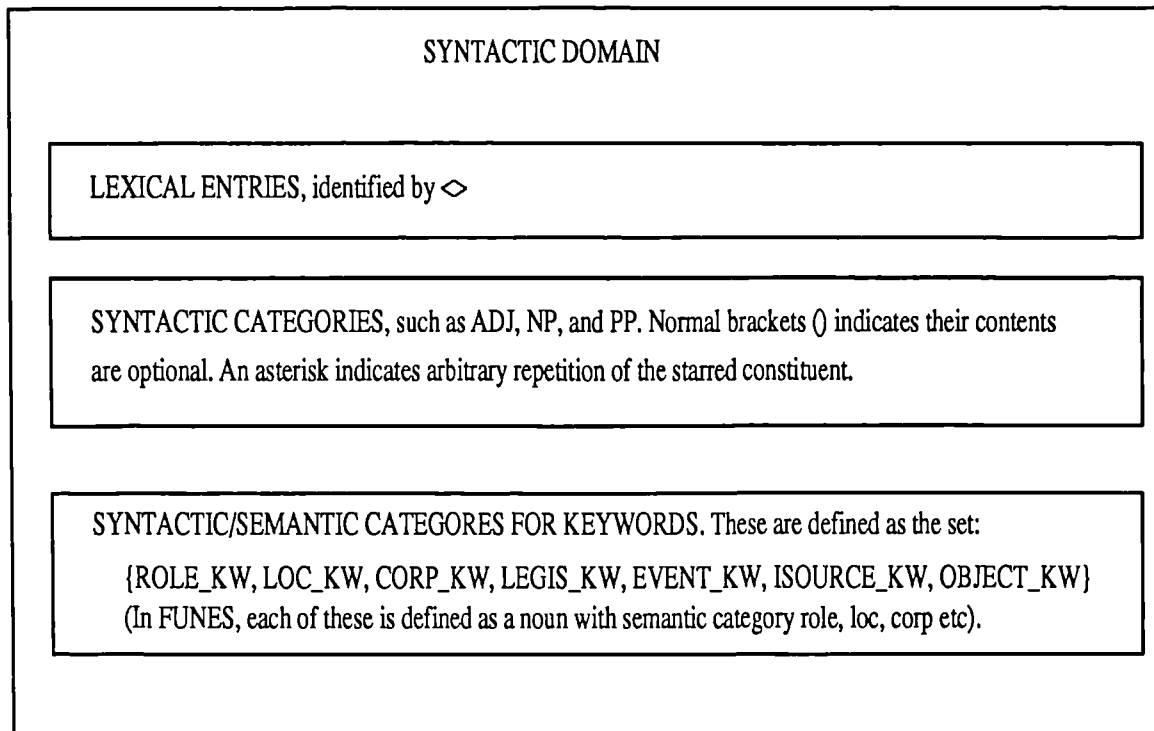 SYNTACTIC DOMAIN
LEXICAL ENTRIES, identified by <>
SYNTACTIC CATEGORIES, such as ADJ, NP, and PP. Normal brackets () indicates their contents
are optional. An asterisk indicates arbitrary repetition of the starred constituent.
SYNTACTIC/SEMANTIC CATEGORES FOR KEYWORDS. These are defined as the set:
{ROLE_KW, LOC_KW, CORP_KW, LEGIS_KW, EVENT_KW, ISOURCE_KW, OBJECT_KW}
(In FUNES, each of these is defined as a noun with semantic category role, loc, corp etc).